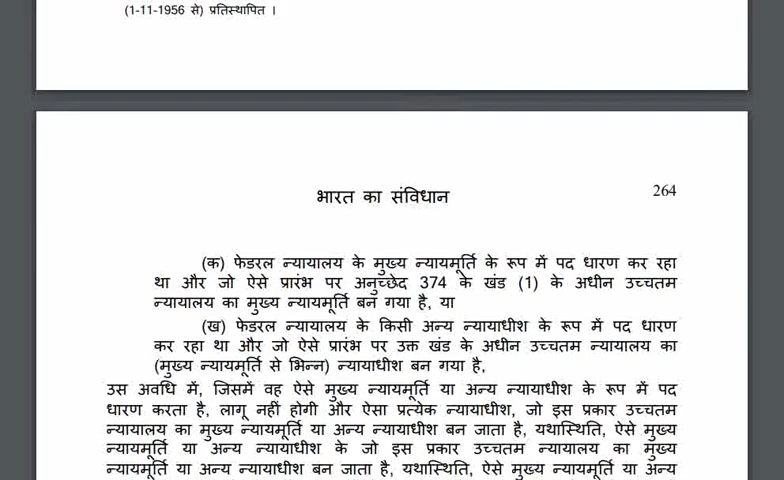 (1-11-1956 से) प्रतिस्थापित ।
264
भारत का संविधान
(क) फेडरल न्यायालय के मुख्य न्यायमूर्ति के रूप में पद धारण कर रहा
था और जो ऐसे प्रारंभ पर अनुच्छेद 374 के खंड (1) के अधीन उच्चतम
न्यायालय का मुख्य न्यायमूर्ति बन गया है, या
(ख) फेडरल न्यायालय के किसी अन्य न्यायाधीश के रूप में पद धारण
कर रहा था और जो ऐसे प्रारंभ पर उक्त खंड के अधीन उच्चतम न्यायालय का
(मुख्य न्यायमूर्ति से भिन्न) न्यायाधीश बन गया है,
उस अवधि में, जिसमें वह ऐसे मुख्य न्यायमूर्ति या अन्य न्यायाधीश के रूप में पद
धारण करता है, लागू नहीं होगी और ऐसा प्रत्येक न्यायाधीश, जो इस प्रकार उच्चतम
न्यायालय का मुख्य न्यायमूर्ति या अन्य न्यायाधीश बन जाता है, यथास्थिति, ऐसे मुख्य
न्यायमूर्ति या अन्य न्यायाधीश के जो इस प्रकार उच्चतम न्यायालय का मुख्य
न्यायमूर्ति या अन्य न्यायाधीश बन जाता है, यथास्थिति, ऐसे मुख्य न्यायमूर्ति या अन्य